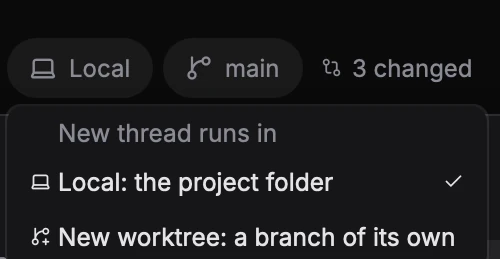 Local main 3 changed
New thread runs in
Local: the project folder
New worktree: a branch of its own